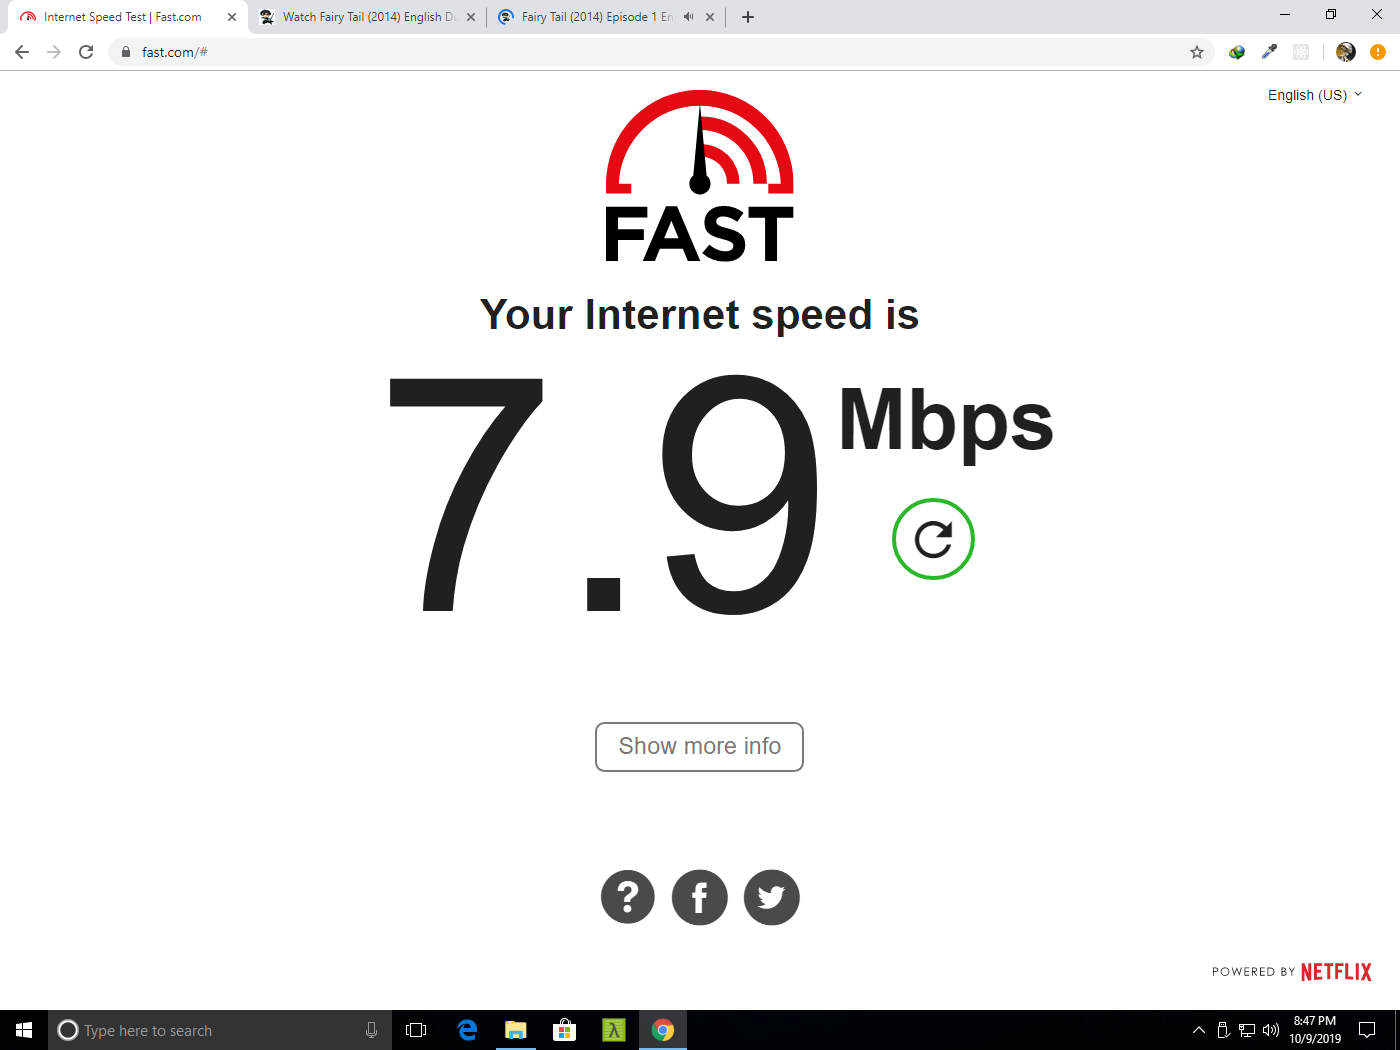 Internet Speed Test | Fast.com
Watch Fairy Tail (2014) English Du
Fairy Tail (2014) Episode 1 En
fast.com/#
English (US)
FAST
Your Internet speed is
7.9 Mbps
Show more info
?
f
POWERED BY NETFLIX
Type here to search
8:47 PM
10/9/2019